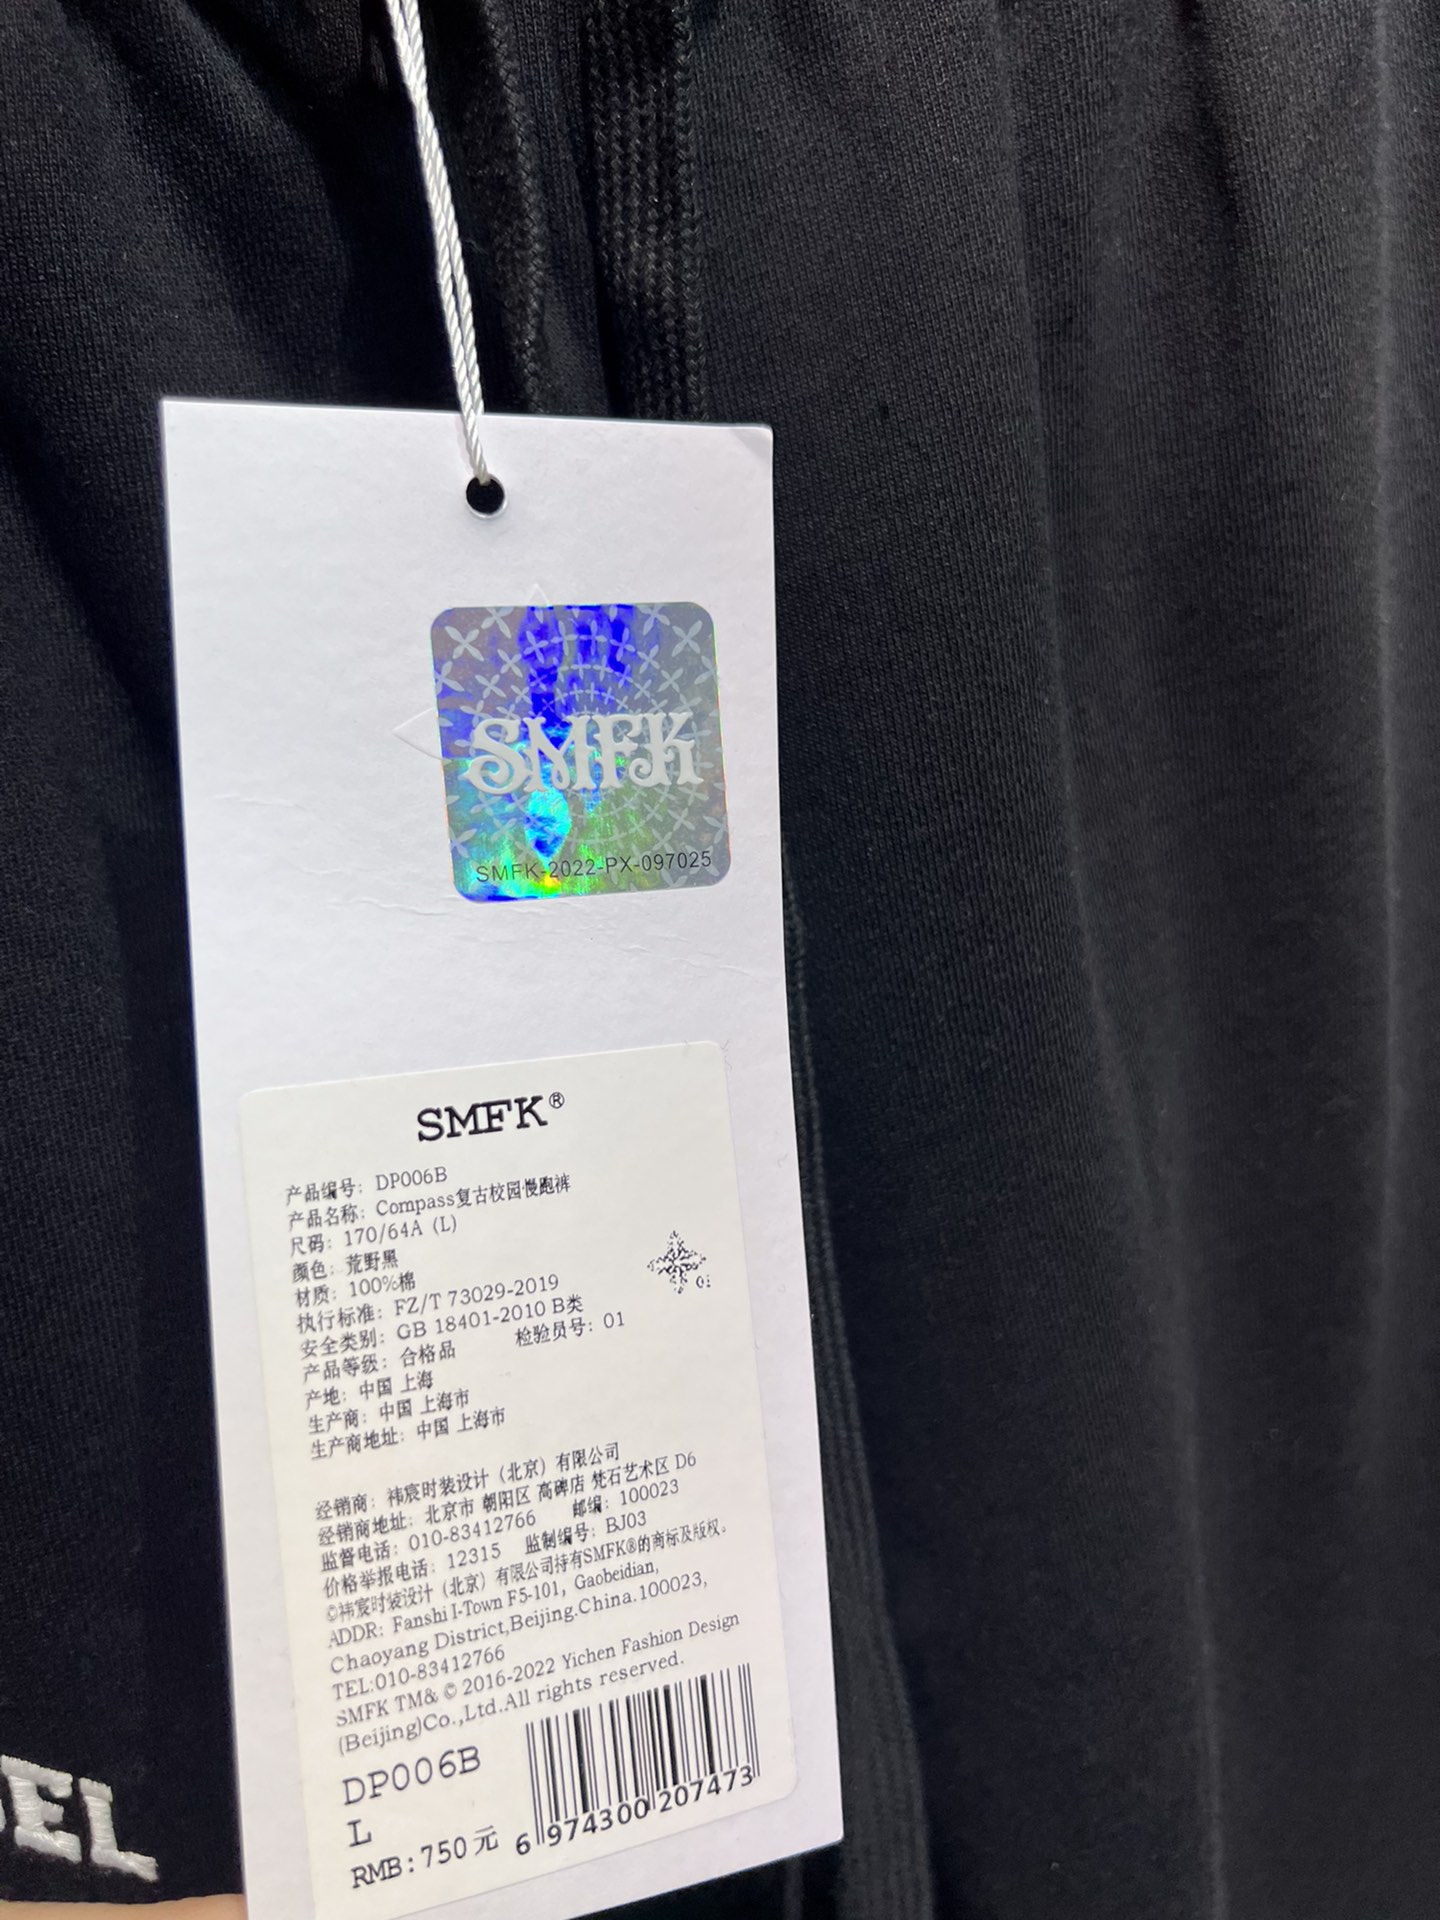 SMFK
SMFK-2022-PX-097025
SMFK®
产品编号: DP006B
产品名称: Compass复古校园慢跑裤
尺码: 170/64A (L)
颜色: 荒野黑
材质: 100%棉
执行标准: FZ/T 73029-2019
安全类别: GB 18401-2010 B类
产品等级: 合格品 检验员号: 01
01
产地: 中国 上海
生产商: 中国 上海市
生产商地址: 中国 上海市
经销商: 祎宸时装设计（北京）有限公司
经销商地址: 北京市 朝阳区 高碑店 梵石艺术区 D6
监督电话: 010-83412766 邮编: 100023
价格举报电话: 12315 监制编号: BJ03
©祎宸时装设计（北京）有限公司持有SMFK®的商标及版权。
ADDR: Fanshi I-Town F5-101, Gaobeidian,
Chaoyang District,Beijing.China.100023,
TEL:010-83412766
SMFK TM& © 2016-2022 Yichen Fashion Design
(Beijing)Co.,Ltd.All rights reserved.
DP006B
L
RMB:750元
6 974300 207473
EL